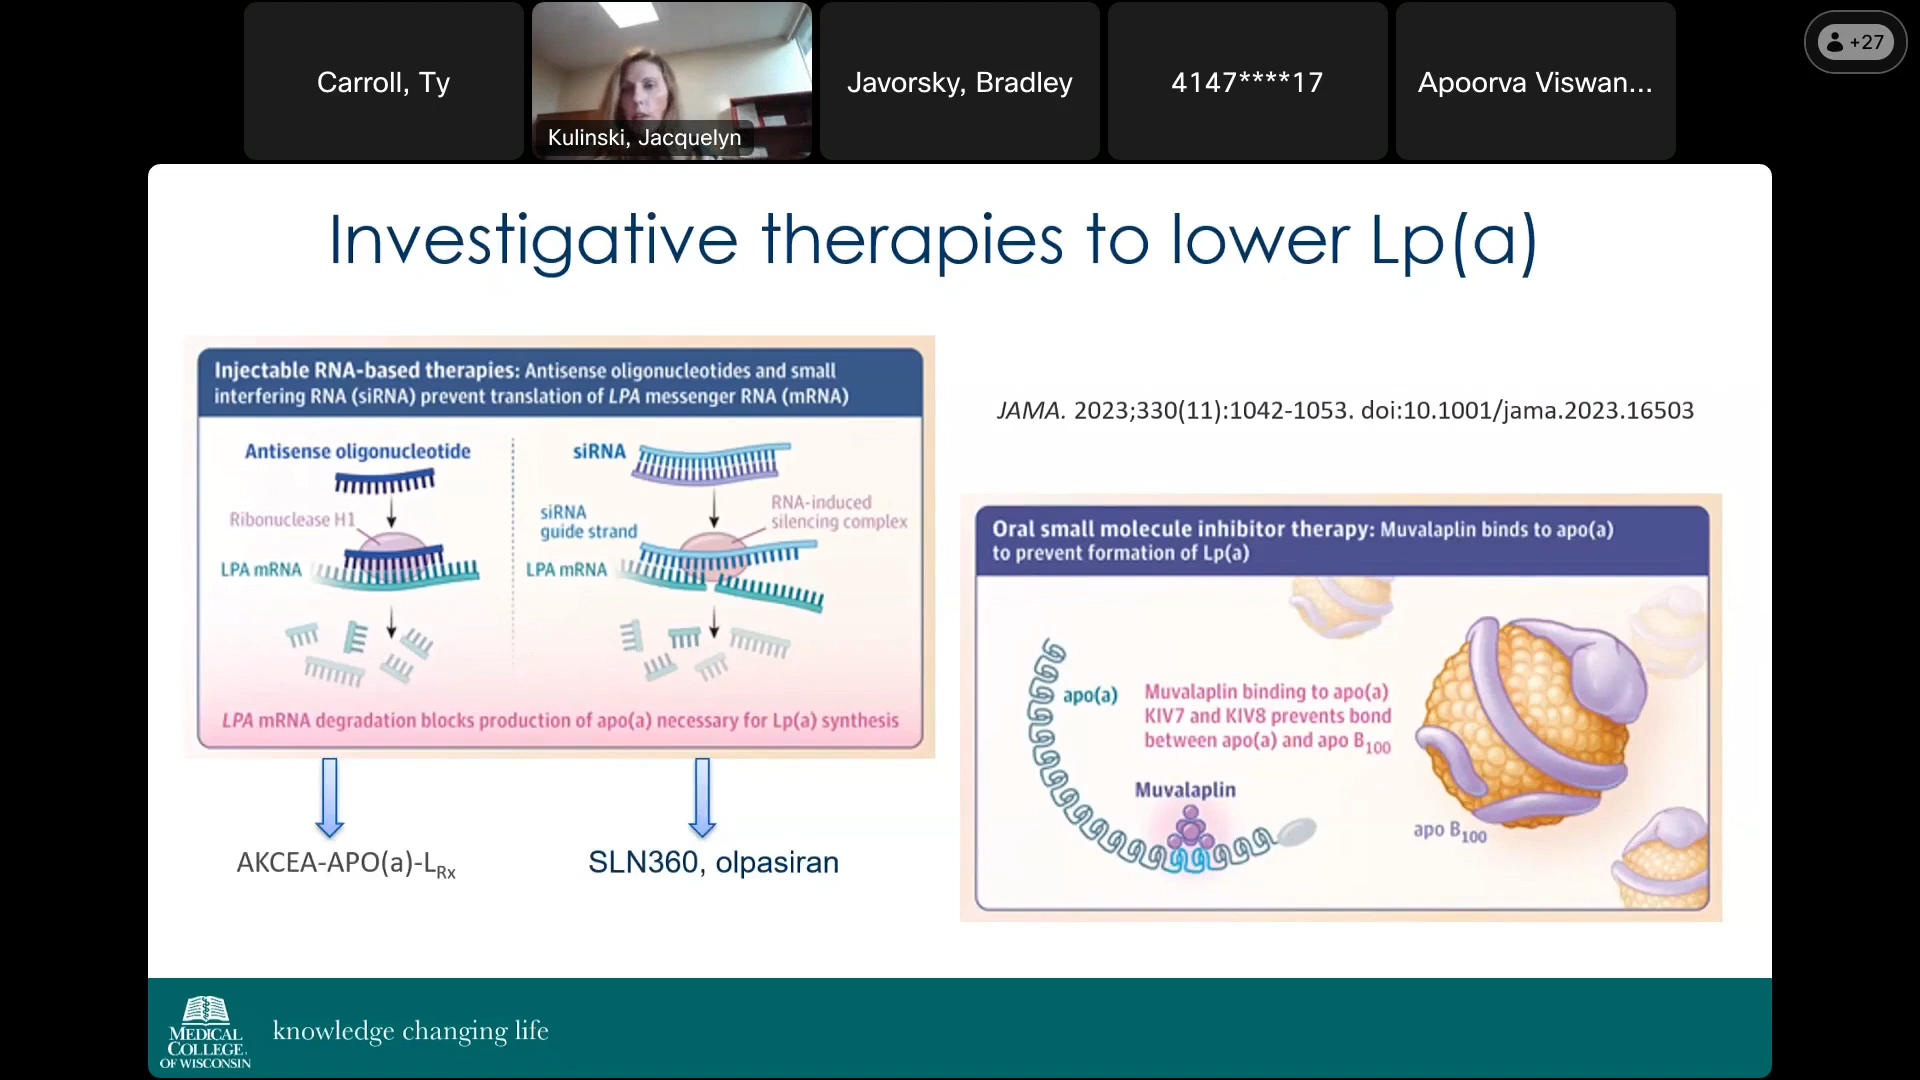 Carroll, Ty
Kulinski, Jacquelyn
Javorsky, Bradley
4147****17
Apoorva Viswan...
+27
Investigative therapies to lower Lp(a)
Injectable RNA-based therapies: Antisense oligonucleotides and small
interfering RNA (siRNA) prevent translation of LPA messenger RNA (mRNA)
Antisense oligonucleotide
Ribonuclease H1
LPA mRNA
siRNA
siRNA
guide strand
RNA-induced
silencing complex
LPA mRNA
LPA mRNA degradation blocks production of apo(a) necessary for Lp(a) synthesis
AKCEA-APO(a)-LRx
SLN360, olpasiran
JAMA. 2023;330(11):1042-1053. doi:10.1001/jama.2023.16503
Oral small molecule inhibitor therapy: Muvalaplin binds to apo(a)
to prevent formation of Lp(a)
apo(a)
Muvalaplin binding to apo(a)
KIV7 and KIV8 prevents bond
between apo(a) and apo B100
Muvalaplin
apo B100
MEDICAL
COLLEGE
OF WISCONSIN
knowledge changing life